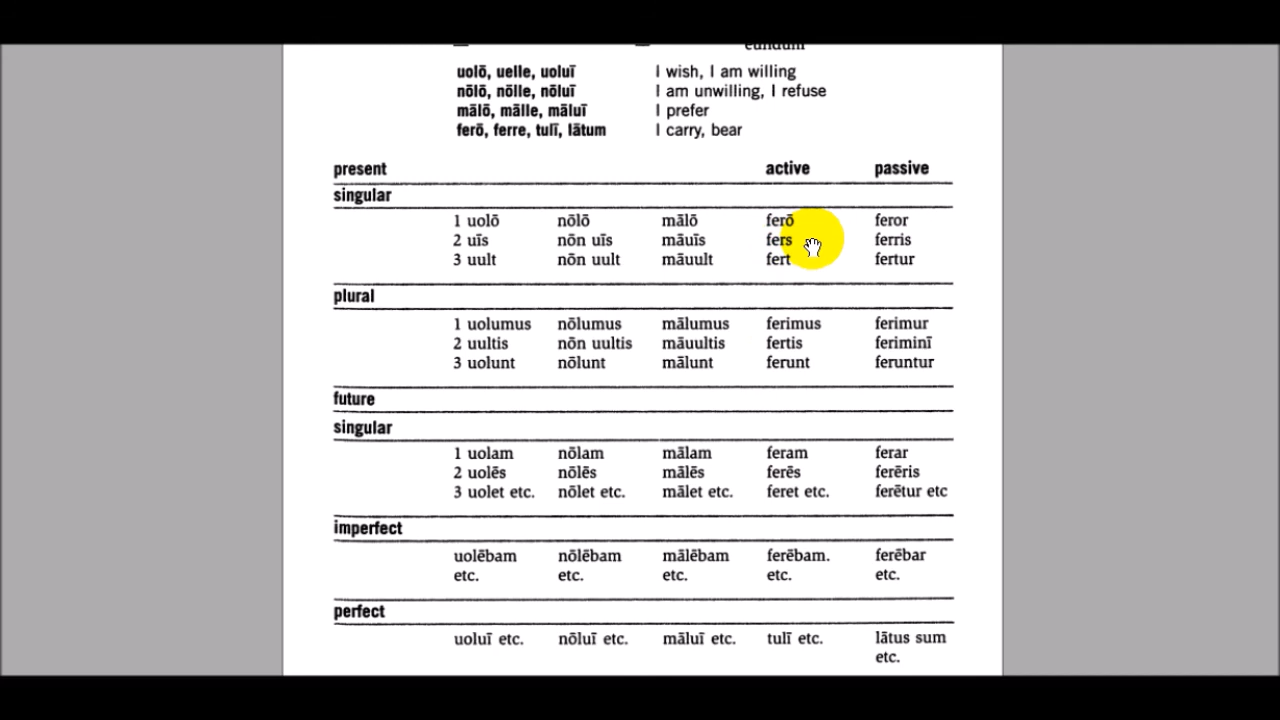 eundum
uolō, uelle, uoluī I wish, I am willing
nōlō, nōlle, nōluī I am unwilling, I refuse
mālō, mālle, māluī I prefer
ferō, ferre, tulī, lātum I carry, bear
present active passive
singular
1 uolō nōlō mālō ferō feror
2 uīs nōn uīs māuīs fers ferris
3 uult nōn uult māuult fert fertur
plural
1 uolumus nōlumus mālumus ferimus ferimur
2 uultis nōn uultis māuultis fertis feriminī
3 uolunt nōlunt mālunt ferunt feruntur
future
singular
1 uolam nōlam mālam feram ferar
2 uolēs nōlēs mālēs ferēs ferēris
3 uolet etc. nōlet etc. mālet etc. feret etc. ferētur etc
imperfect
uolēbam nōlēbam mālēbam ferēbam. ferēbar
etc. etc. etc. etc. etc.
perfect
uoluī etc. nōluī etc. māluī etc. tulī etc. lātus sum
etc.